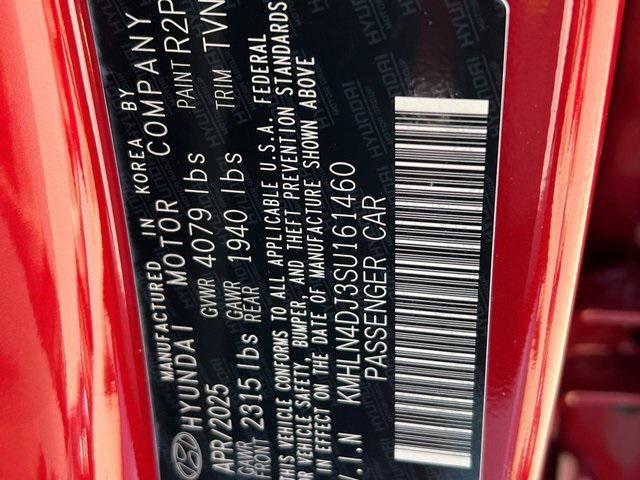 MANUFACTURED IN KOREA BY
HYUNDAI MOTOR COMPANY
APR/2025 GVWR 4079 lbs PAINT R2P
GAWR FRONT 2315 lbs GAWR REAR 1940 lbs TRIM TVN
THIS VEHICLE CONFORMS TO ALL APPLICABLE U.S.A. FEDERAL
MOTOR VEHICLE SAFETY, BUMPER, AND THEFT PREVENTION STANDARDS
IN EFFECT ON THE DATE OF MANUFACTURE SHOWN ABOVE
V.I.N KMHLN4DJ3SU161460
PASSENGER CAR